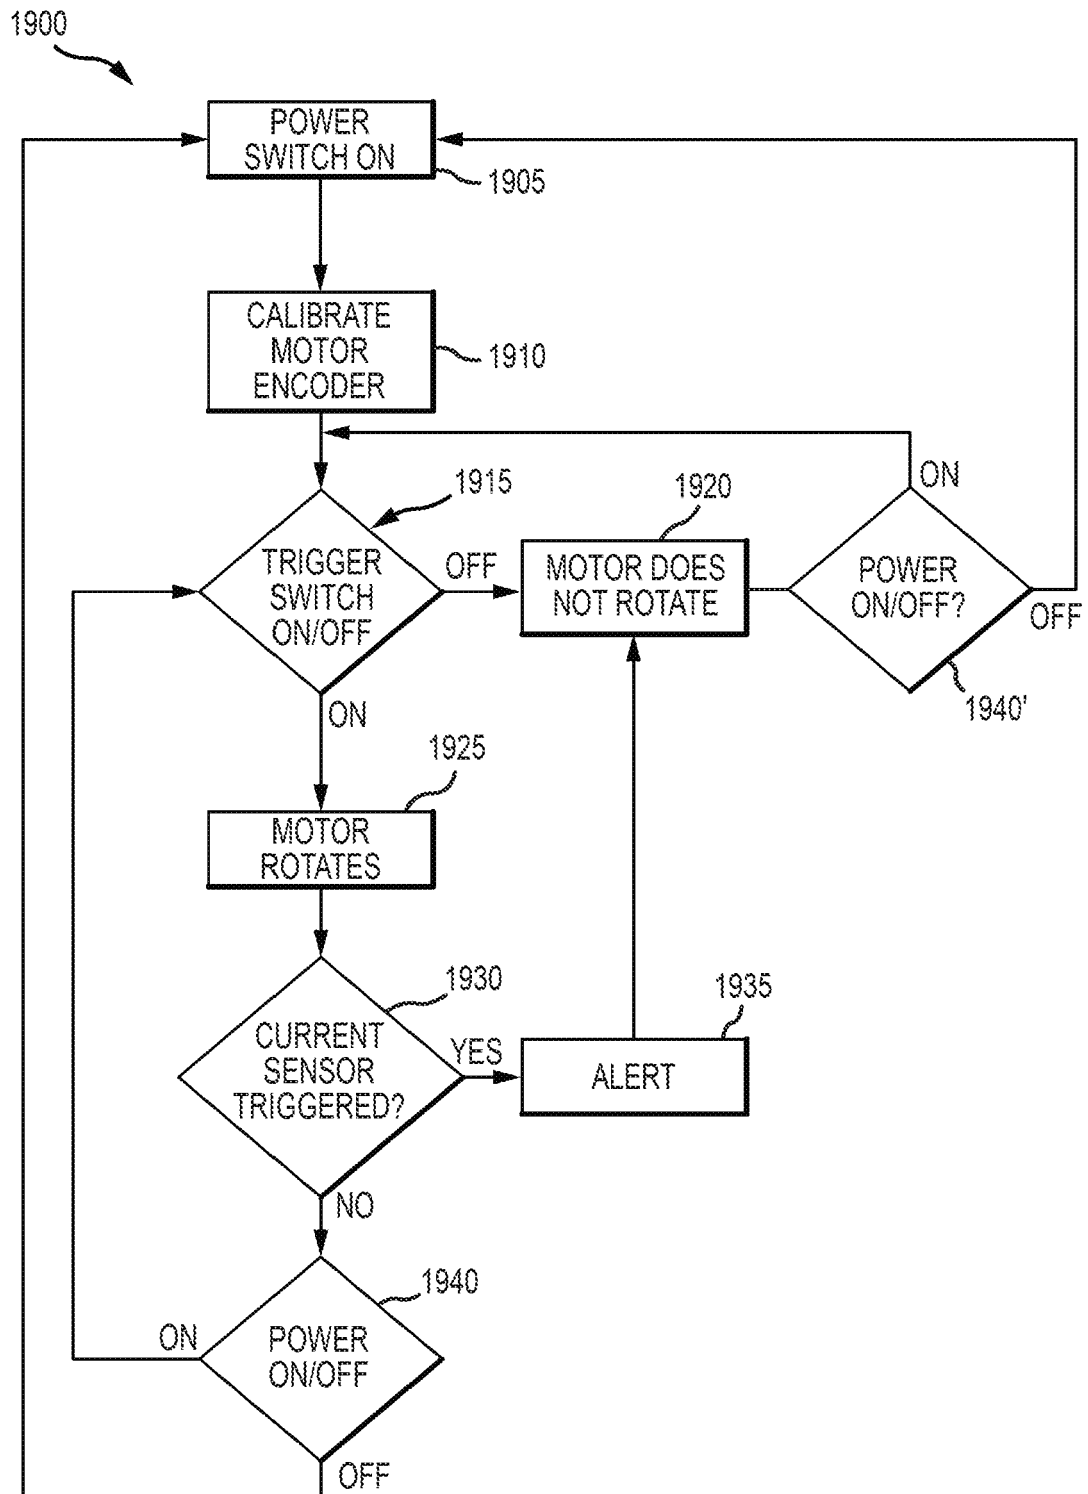 1900
POWER
SWITCH ON
1905
CALIBRATE
MOTOR
ENCODER
1910
1915
TRIGGER
SWITCH
ON/OFF
OFF
ON
1920
MOTOR DOES
NOT ROTATE
ON
POWER
ON/OFF?
OFF
1940'
1925
MOTOR
ROTATES
1930
CURRENT
SENSOR
TRIGGERED?
YES
NO
1935
ALERT
1940
ON
POWER
ON/OFF
OFF